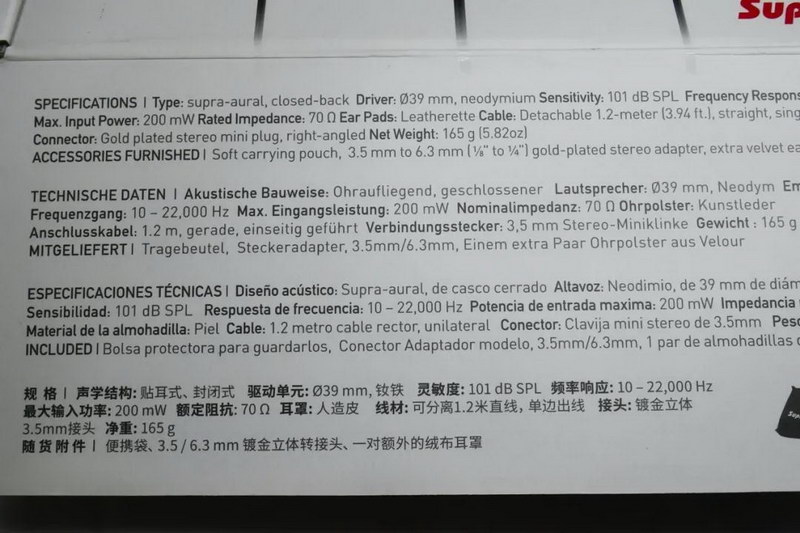 Sup
SPECIFICATIONS | Type: supra-aural, closed-back Driver: Ø39 mm, neodymium Sensitivity: 101 dB SPL Frequency Respons
Max. Input Power: 200 mW Rated Impedance: 70 Ω Ear Pads: Leatherette Cable: Detachable 1.2-meter (3.94 ft.), straight, sing
Connector: Gold plated stereo mini plug, right-angled Net Weight: 165 g (5.82oz)
ACCESSORIES FURNISHED | Soft carrying pouch, 3.5 mm to 6.3 mm (⅛" to ¼") gold-plated stereo adapter, extra velvet ea
TECHNISCHE DATEN | Akustische Bauweise: Ohraufliegend, geschlossener Lautsprecher: Ø39 mm, Neodym Em
Frequenzgang: 10 – 22,000 Hz Max. Eingangsleistung: 200 mW Nominalimpedanz: 70 Ω Ohrpolster: Kunstleder
Anschlusskabel: 1.2 m, gerade, einseitig geführt Verbindungsstecker: 3,5 mm Stereo-Miniklinke Gewicht : 165 g
MITGELIEFERT | Tragebeutel, Steckeradapter, 3.5mm/6.3mm, Einem extra Paar Ohrpolster aus Velour
ESPECIFICACIONES TÉCNICAS | Diseño acústico: Supra-aural, de casco cerrado Altavoz: Neodimio, de 39 mm de diám
Sensibilidad: 101 dB SPL Respuesta de frecuencia: 10 – 22,000 Hz Potencia de entrada maxima: 200 mW Impedancia
Material de la almohadilla: Piel Cable: 1.2 metro cable rector, unilateral Conector: Clavija mini stereo de 3.5mm Peso
INCLUDED | Bolsa protectora para guardarlos, Conector Adaptador modelo, 3.5mm/6.3mm, 1 par de almohadillas
规 格 | 声学结构: 贴耳式、封闭式 驱动单元: Ø39 mm, 钕铁 灵敏度: 101 dB SPL 频率响应: 10 – 22,000 Hz
最大输入功率: 200 mW 额定阻抗: 70 Ω 耳罩: 人造皮 线材: 可分离1.2米直线，单边出线 接头: 镀金立体
3.5mm接头 净重: 165 g
随货附件 | 便携袋、3.5 / 6.3 mm 镀金立体转接头、一对额外的绒布耳罩